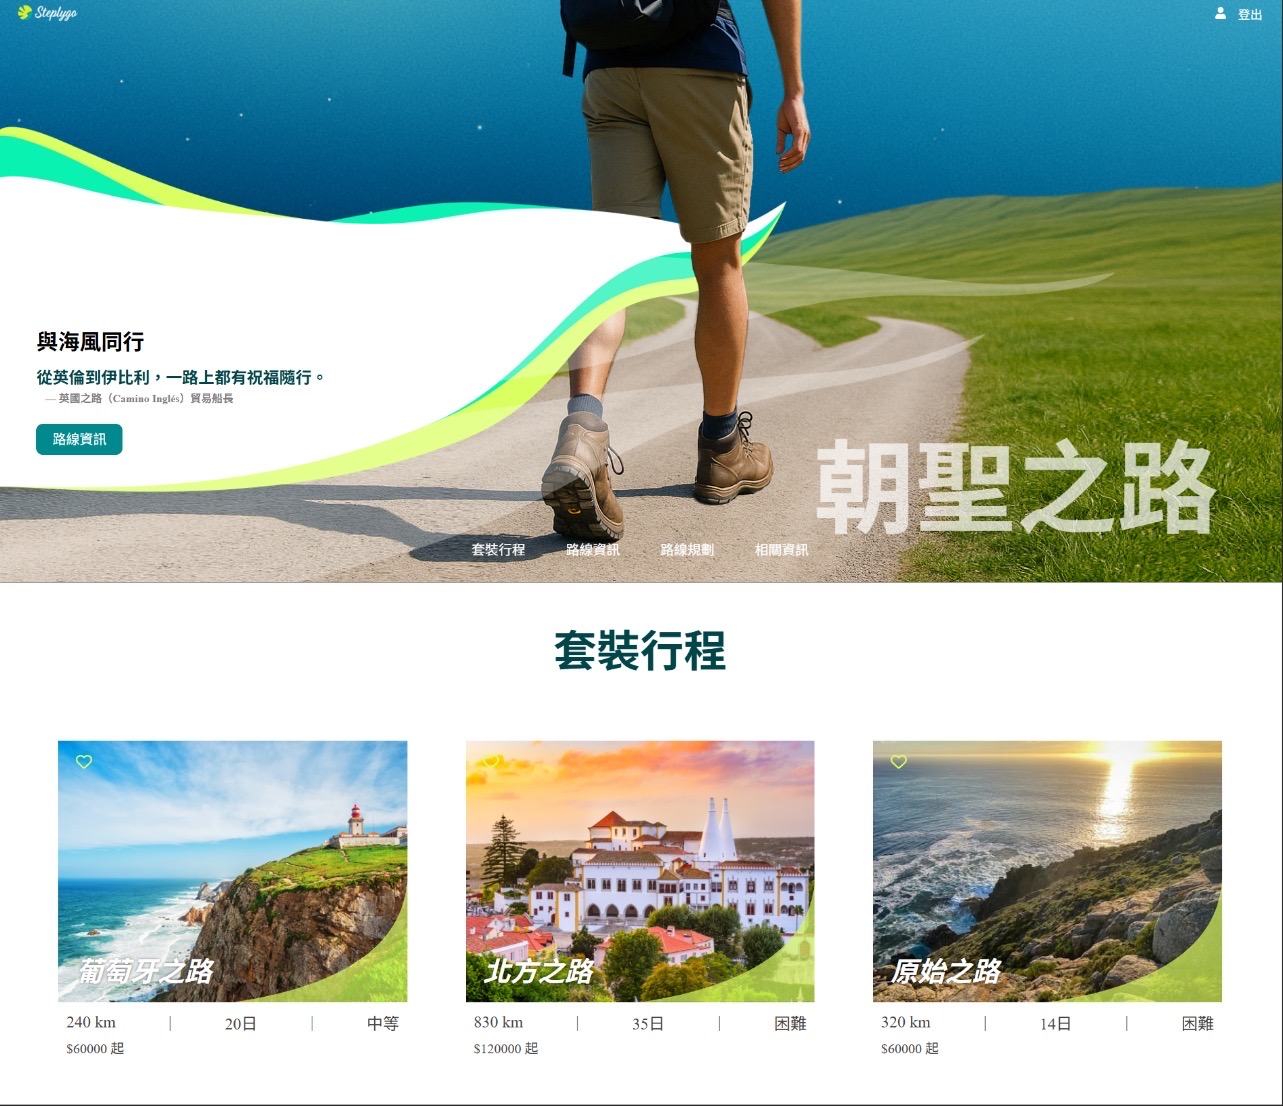 Steplygo
登出
與海風同行
從英倫到伊比利，一路上都有祝福隨行。
— 英國之路（Camino Inglés）貿易船長
路線資訊
朝聖之路
套裝行程 路線資訊 路線規劃 相關資訊
套裝行程
葡萄牙之路
240 km | 20日 | 中等
$60000 起
北方之路
830 km | 35日 | 困難
$120000 起
原始之路
320 km | 14日 | 困難
$60000 起